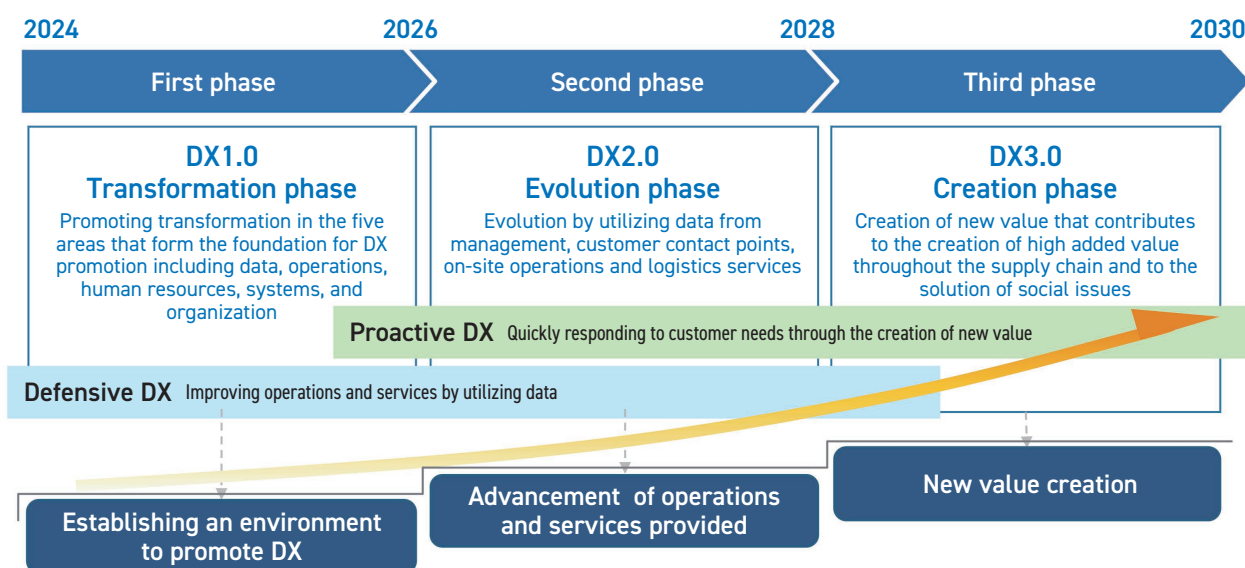 2024
2026
2028
2030
First phase
Second phase
Third phase
DX1.0
Transformation phase
Promoting transformation in the five
areas that form the foundation for DX
promotion including data, operations,
human resources, systems, and
organization
DX2.0
Evolution phase
Evolution by utilizing data from
management, customer contact points,
on-site operations and logistics services
DX3.0
Creation phase
Creation of new value that contributes
to the creation of high added value
throughout the supply chain and to the
solution of social issues
Proactive DX Quickly responding to customer needs through the creation of new value
Defensive DX Improving operations and services by utilizing data
Establishing an environment
to promote DX
Advancement of operations
and services provided
New value creation